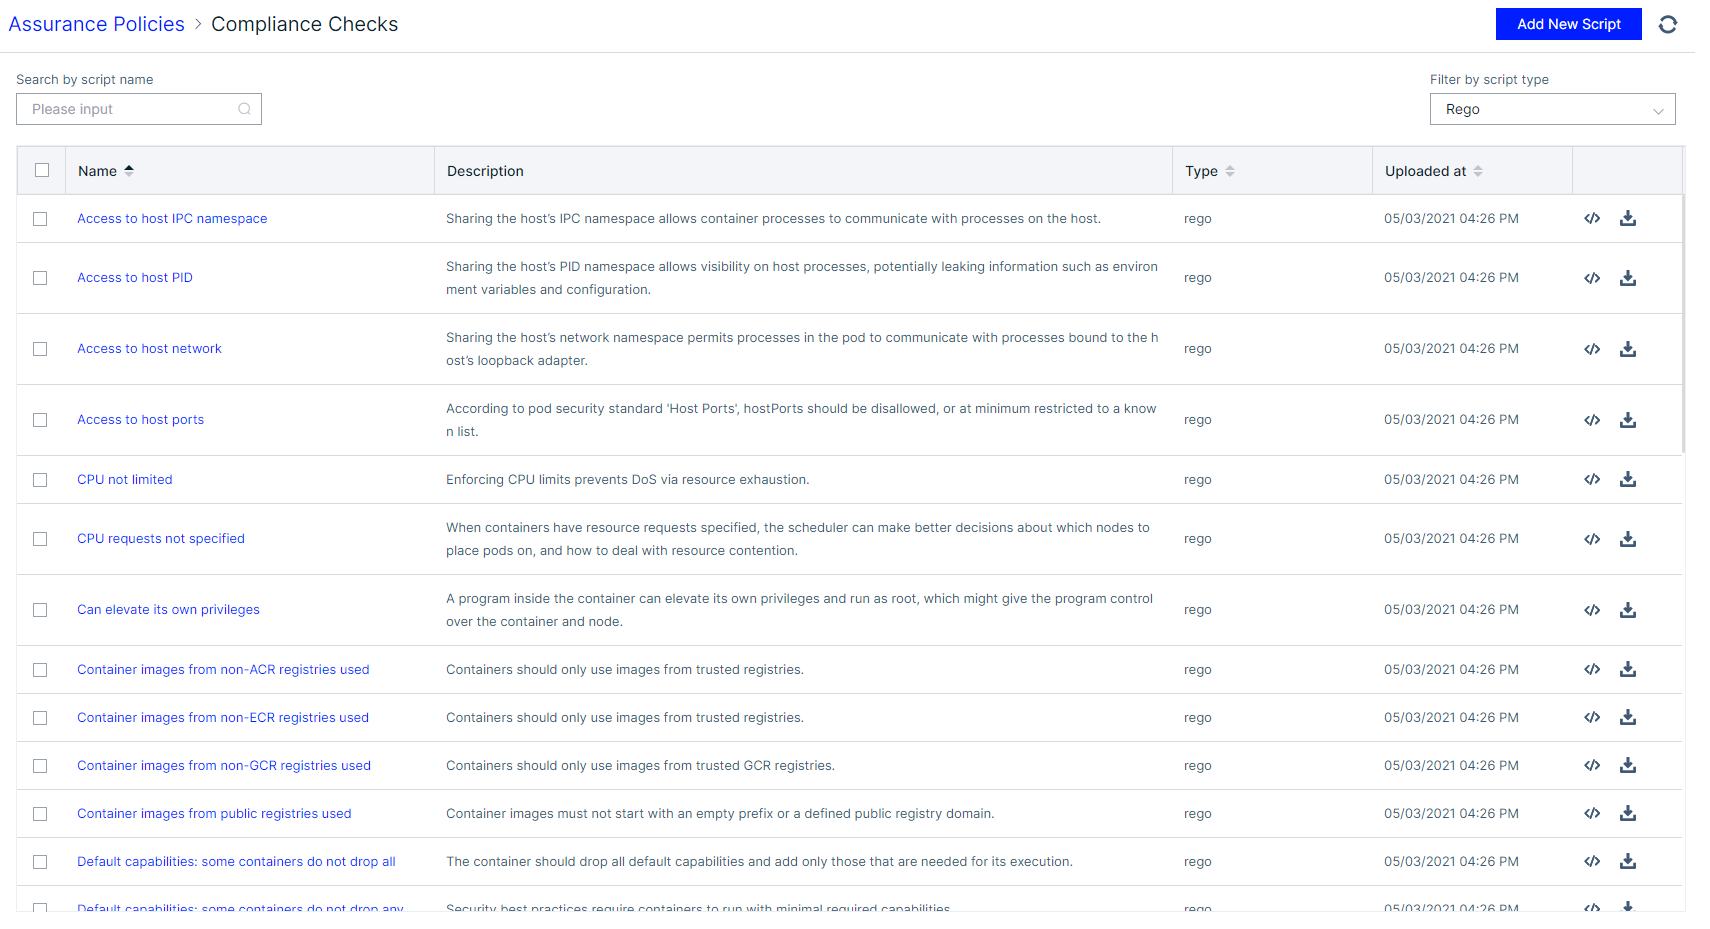 Assurance Policies > Compliance Checks
Add New Script
Search by script name
Filter by script type
Please input
Rego
Name Description Type Uploaded at
Access to host IPC namespace Sharing the host’s IPC namespace allows container processes to communicate with processes on the host. rego 05/03/2021 04:26 PM </>
Sharing the host’s PID namespace allows visibility on host processes, potentially leaking information such as environ
Access to host PID rego 05/03/2021 04:26 PM </>
ment variables and configuration.
Sharing the host’s network namespace permits processes in the pod to communicate with processes bound to the h
Access to host network rego 05/03/2021 04:26 PM </>
ost’s loopback adapter.
According to pod security standard 'Host Ports', hostPorts should be disallowed, or at minimum restricted to a know
Access to host ports rego 05/03/2021 04:26 PM </>
n list.
CPU not limited Enforcing CPU limits prevents DoS via resource exhaustion. rego 05/03/2021 04:26 PM </>
When containers have resource requests specified, the scheduler can make better decisions about which nodes to
CPU requests not specified rego 05/03/2021 04:26 PM </>
place pods on, and how to deal with resource contention.
A program inside the container can elevate its own privileges and run as root, which might give the program control
Can elevate its own privileges rego 05/03/2021 04:26 PM </>
over the container and node.
Container images from non-ACR registries used Containers should only use images from trusted registries. rego 05/03/2021 04:26 PM </>
Container images from non-ECR registries used Containers should only use images from trusted registries. rego 05/03/2021 04:26 PM </>
Container images from non-GCR registries used Containers should only use images from trusted GCR registries. rego 05/03/2021 04:26 PM </>
Container images from public registries used Container images must not start with an empty prefix or a defined public registry domain. rego 05/03/2021 04:26 PM </>
Default capabilities: some containers do not drop all The container should drop all default capabilities and add only those that are needed for its execution. rego 05/03/2021 04:26 PM </>
Default capabilities: some containers do not drop any Security best practices require containers to run with minimal required capabilities. rego 05/03/2021 04:26 PM </>